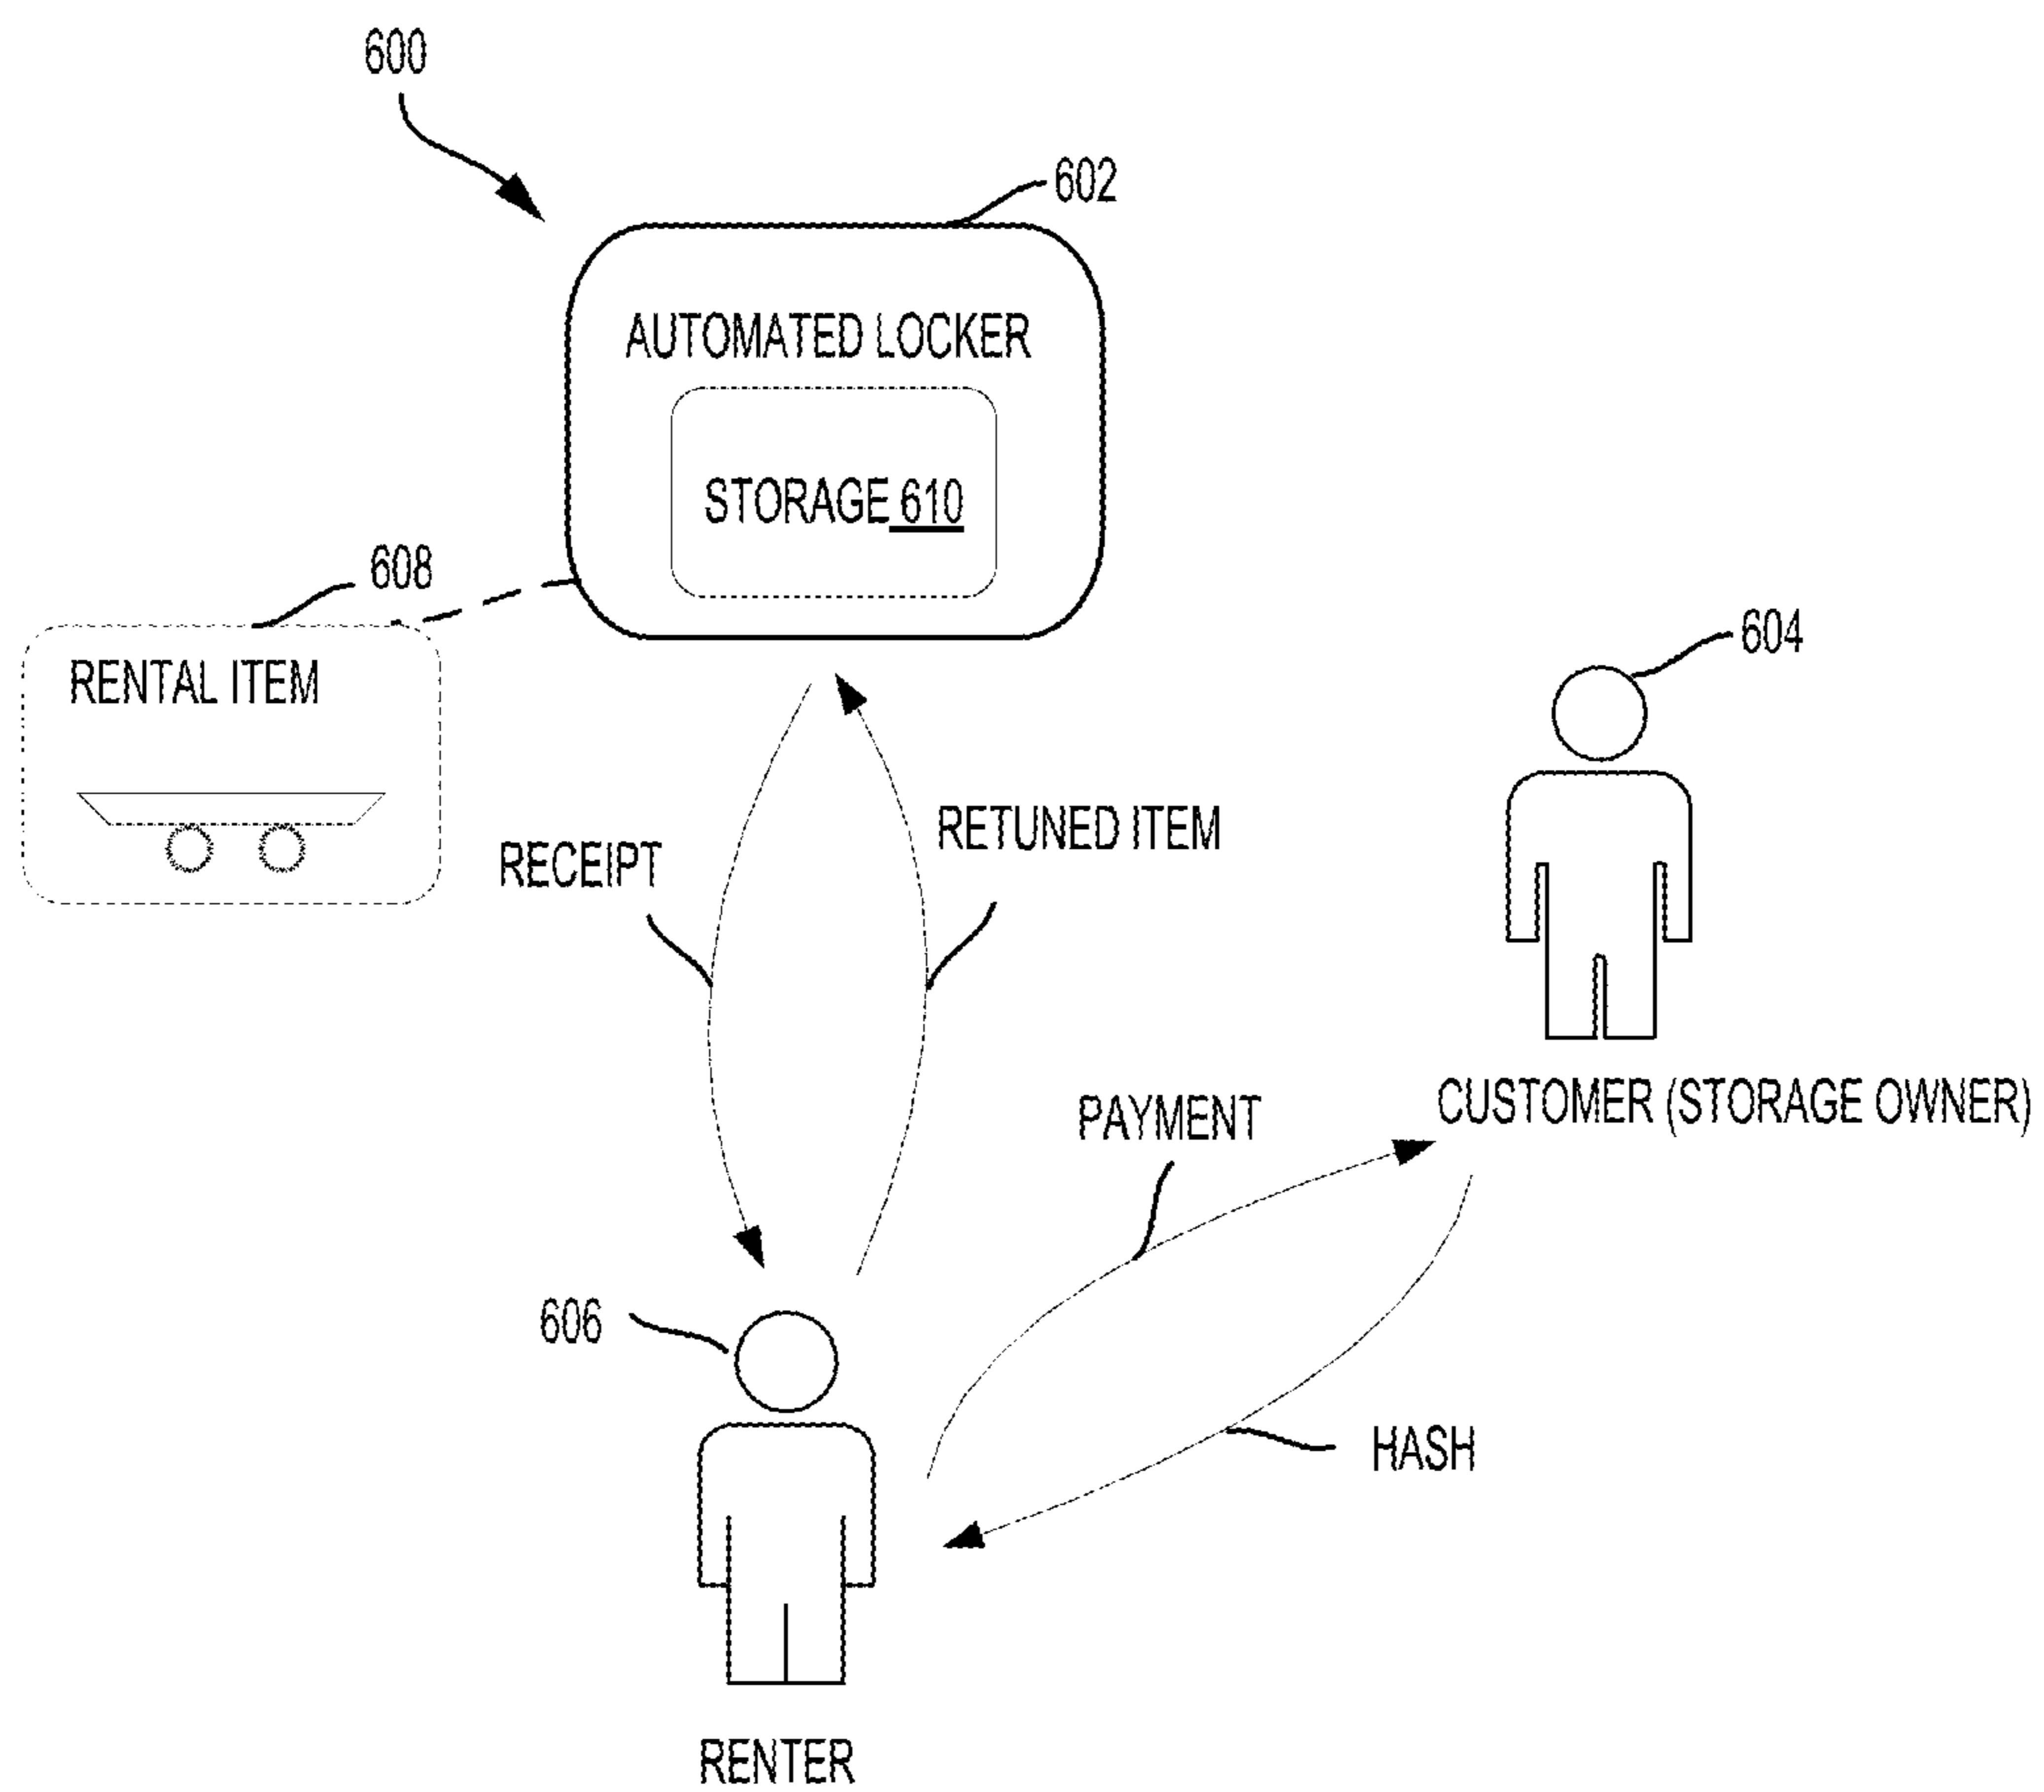 600
602
AUTOMATED LOCKER
STORAGE 610
608
RENTAL ITEM
604
RETUNED ITEM
RECEIPT
CUSTOMER (STORAGE OWNER)
PAYMENT
606
HASH
RENTER